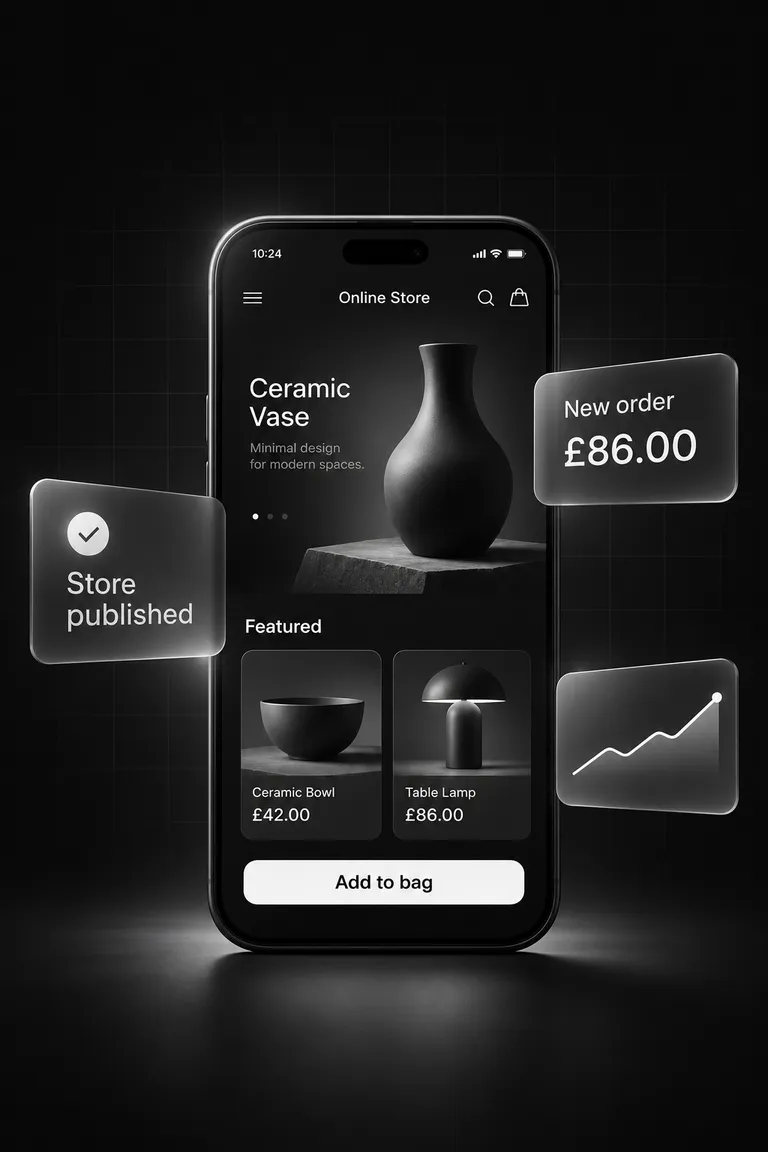 10:24
Online Store
Ceramic
Vase
Minimal design
for modern spaces.
New order
£86.00
Store
published
Featured
Ceramic Bowl
£42.00
Table Lamp
£86.00
Add to bag